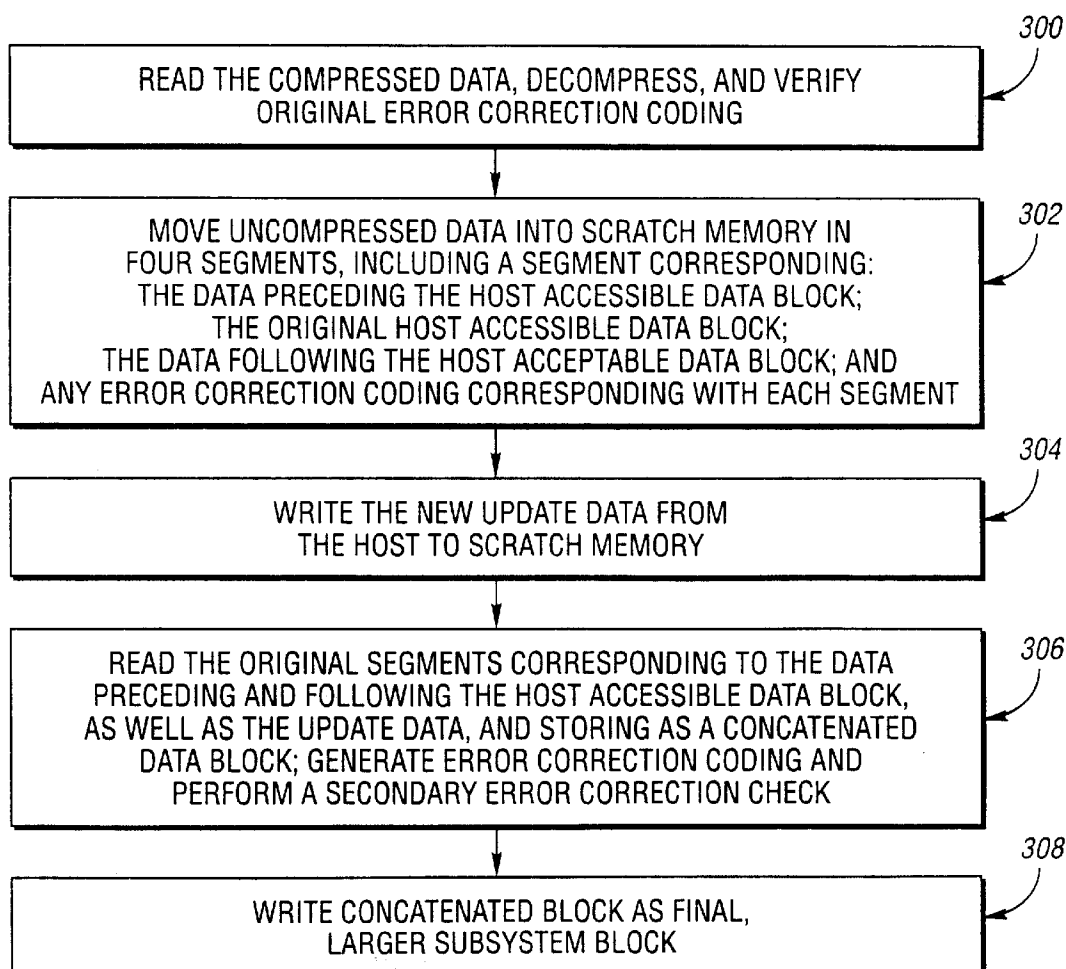 300
READ THE COMPRESSED DATA, DECOMPRESS, AND VERIFY
ORIGINAL ERROR CORRECTION CODING
302
MOVE UNCOMPRESSED DATA INTO SCRATCH MEMORY IN
FOUR SEGMENTS, INCLUDING A SEGMENT CORRESPONDING:
THE DATA PRECEDING THE HOST ACCESSIBLE DATA BLOCK;
THE ORIGINAL HOST ACCESSIBLE DATA BLOCK;
THE DATA FOLLOWING THE HOST ACCEPTABLE DATA BLOCK; AND
ANY ERROR CORRECTION CODING CORRESPONDING WITH EACH SEGMENT
304
WRITE THE NEW UPDATE DATA FROM
THE HOST TO SCRATCH MEMORY
306
READ THE ORIGINAL SEGMENTS CORRESPONDING TO THE DATA
PRECEDING AND FOLLOWING THE HOST ACCESSIBLE DATA BLOCK,
AS WELL AS THE UPDATE DATA, AND STORING AS A CONCATENATED
DATA BLOCK; GENERATE ERROR CORRECTION CODING AND
PERFORM A SECONDARY ERROR CORRECTION CHECK
308
WRITE CONCATENATED BLOCK AS FINAL,
LARGER SUBSYSTEM BLOCK